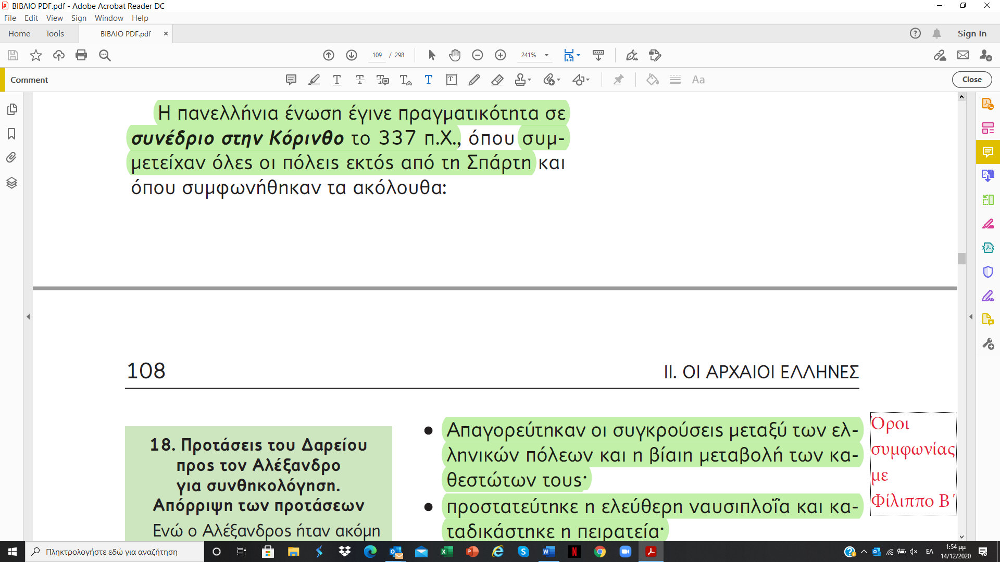 ΒΙΒΛΙΟ PDF.pdf - Adobe Acrobat Reader DC
File Edit View Sign Window Help
Home Tools ΒΙΒΛΙΟ PDF.pdf × Sign In
109 / 298 241%
Comment Close
Η πανελλήνια ένωση έγινε πραγματικότητα σε
συνέδριο στην Κόρινθο το 337 π.Χ., όπου συμ-
μετείχαν όλες οι πόλεις εκτός από τη Σπάρτη και
όπου συμφωνήθηκαν τα ακόλουθα:
108 ΙΙ. ΟΙ ΑΡΧΑΙΟΙ ΕΛΛΗΝΕΣ
18. Προτάσεις του Δαρείου
προς τον Αλέξανδρο
για συνθηκολόγηση.
Απόρριψη των προτάσεων
Ενώ ο Αλέξανδρος ήταν ακόμη
• Απαγορεύτηκαν οι συγκρούσεις μεταξύ των ελ-
ληνικών πόλεων και η βίαιη μεταβολή των κα-
θεστώτων τους·
• προστατεύτηκε η ελεύθερη ναυσιπλοΐα και κα-
ταδικάστηκε η πειρατεία·
Όροι
συμφωνίας
με
Φίλιππο Β΄
Πληκτρολογήστε εδώ για αναζήτηση
ΕΛ
1:54 μμ
14/12/2020